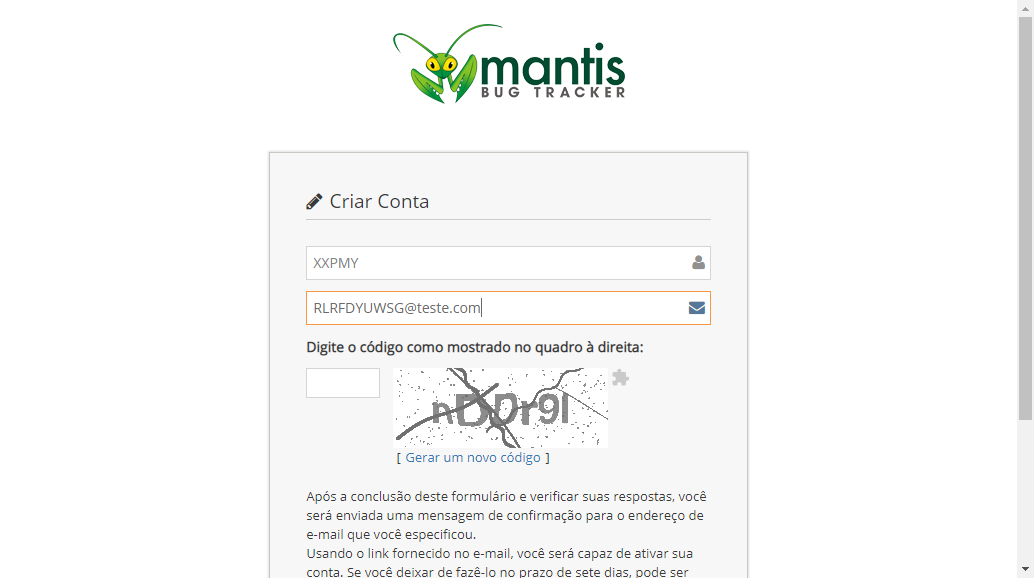 mantis
BUG TRACKER
Criar Conta
XXPMY
RLRFDYUWSG@teste.com
Digite o código como mostrado no quadro à direita:
[ Gerar um novo código ]
Após a conclusão deste formulário e verificar suas respostas, você
será enviada uma mensagem de confirmação para o endereço de
e-mail que você especificou.
Usando o link fornecido no e-mail, você será capaz de ativar sua
conta. Se você deixar de fazê-lo no prazo de sete dias, pode ser